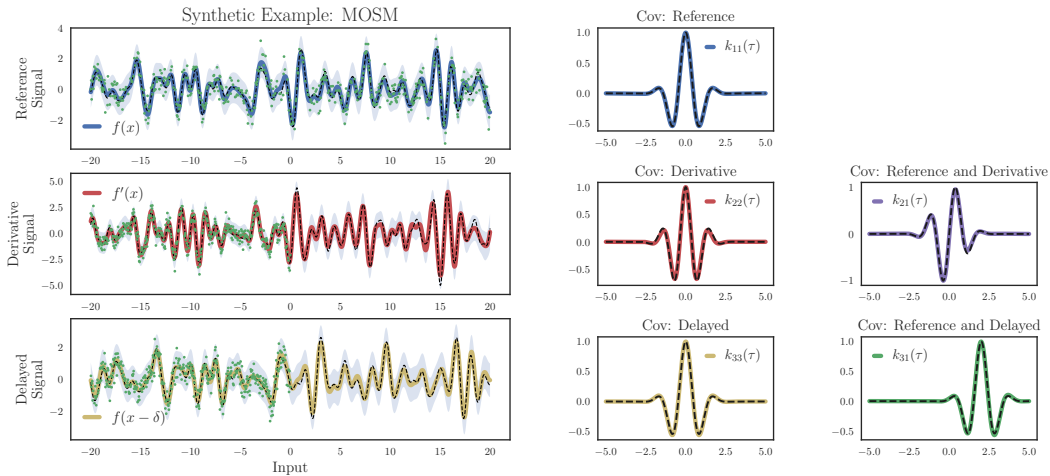 Synthetic Example: MOSM
Reference
Signal
4
2
0
−2
f(x)
−20 −15 −10 −5 0 5 10 15 20
Derivative
Signal
5.0
2.5
0.0
−2.5
−5.0
f′(x)
−20 −15 −10 −5 0 5 10 15 20
Delayed
Signal
2
0
−2
f(x − δ)
−20 −15 −10 −5 0 5 10 15 20
Input
Cov: Reference
1.0
0.5
0.0
−0.5
k₁₁(τ)
−5.0 −2.5 0.0 2.5 5.0
Cov: Derivative
1.0
0.5
0.0
−0.5
k₂₂(τ)
−5.0 −2.5 0.0 2.5 5.0
Cov: Reference and Derivative
1
0
−1
k₂₁(τ)
−5.0 −2.5 0.0 2.5 5.0
Cov: Delayed
1.0
0.5
0.0
−0.5
k₃₃(τ)
−5.0 −2.5 0.0 2.5 5.0
Cov: Reference and Delayed
1.0
0.5
0.0
−0.5
k₃₁(τ)
−5.0 −2.5 0.0 2.5 5.0